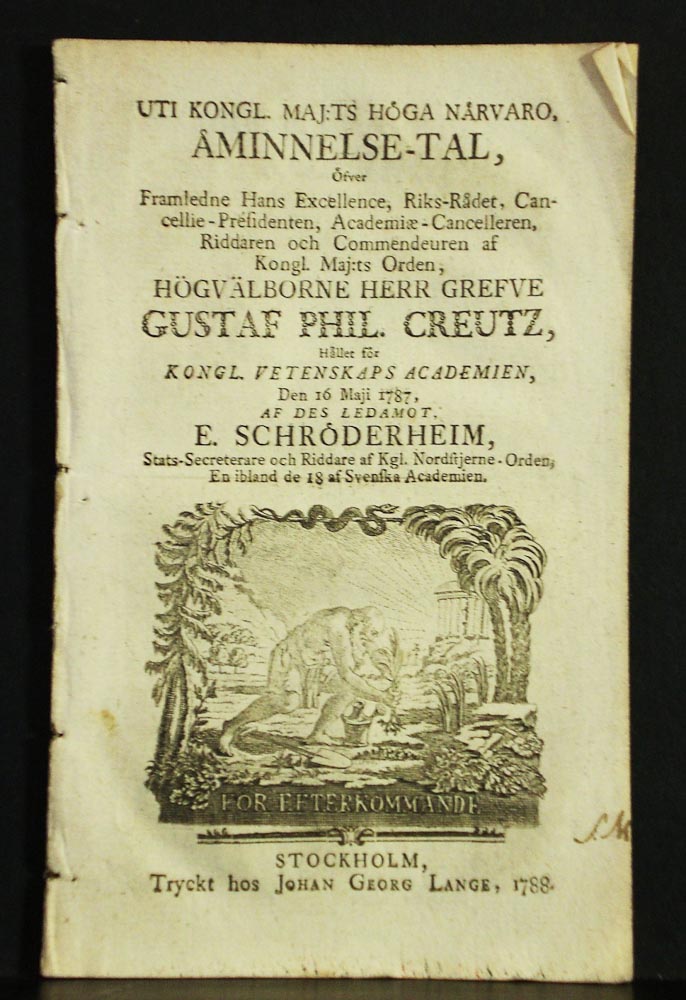 UTI KONGL. MAJ:TS HÖGA NÄRVARO,
ÅMINNELSE-TAL,
Öfver
Framledne Hans Excellence, Riks-Rådet, Can-
cellie-Præsidenten, Academiæ-Cancelleren,
Riddaren och Commendeuren af
Kongl. Maj:ts Orden,
HÖGVÄLBORNE HERR GREFVE
GUSTAF PHIL. CREUTZ,
Hållet för
KONGL. VETENSKAPS ACADEMIEN,
Den 16 Maji 1787,
AF DES LEDAMOT,
E. SCHRÖDERHEIM,
Stats-Secreterare och Riddare af Kgl. Nordstjerne-Orden,
En ibland de 18 af Svenska Academien.
FÖR EFTERKOMMANDE
STOCKHOLM,
Tryckt hos JOHAN GEORG LANGE, 1788.